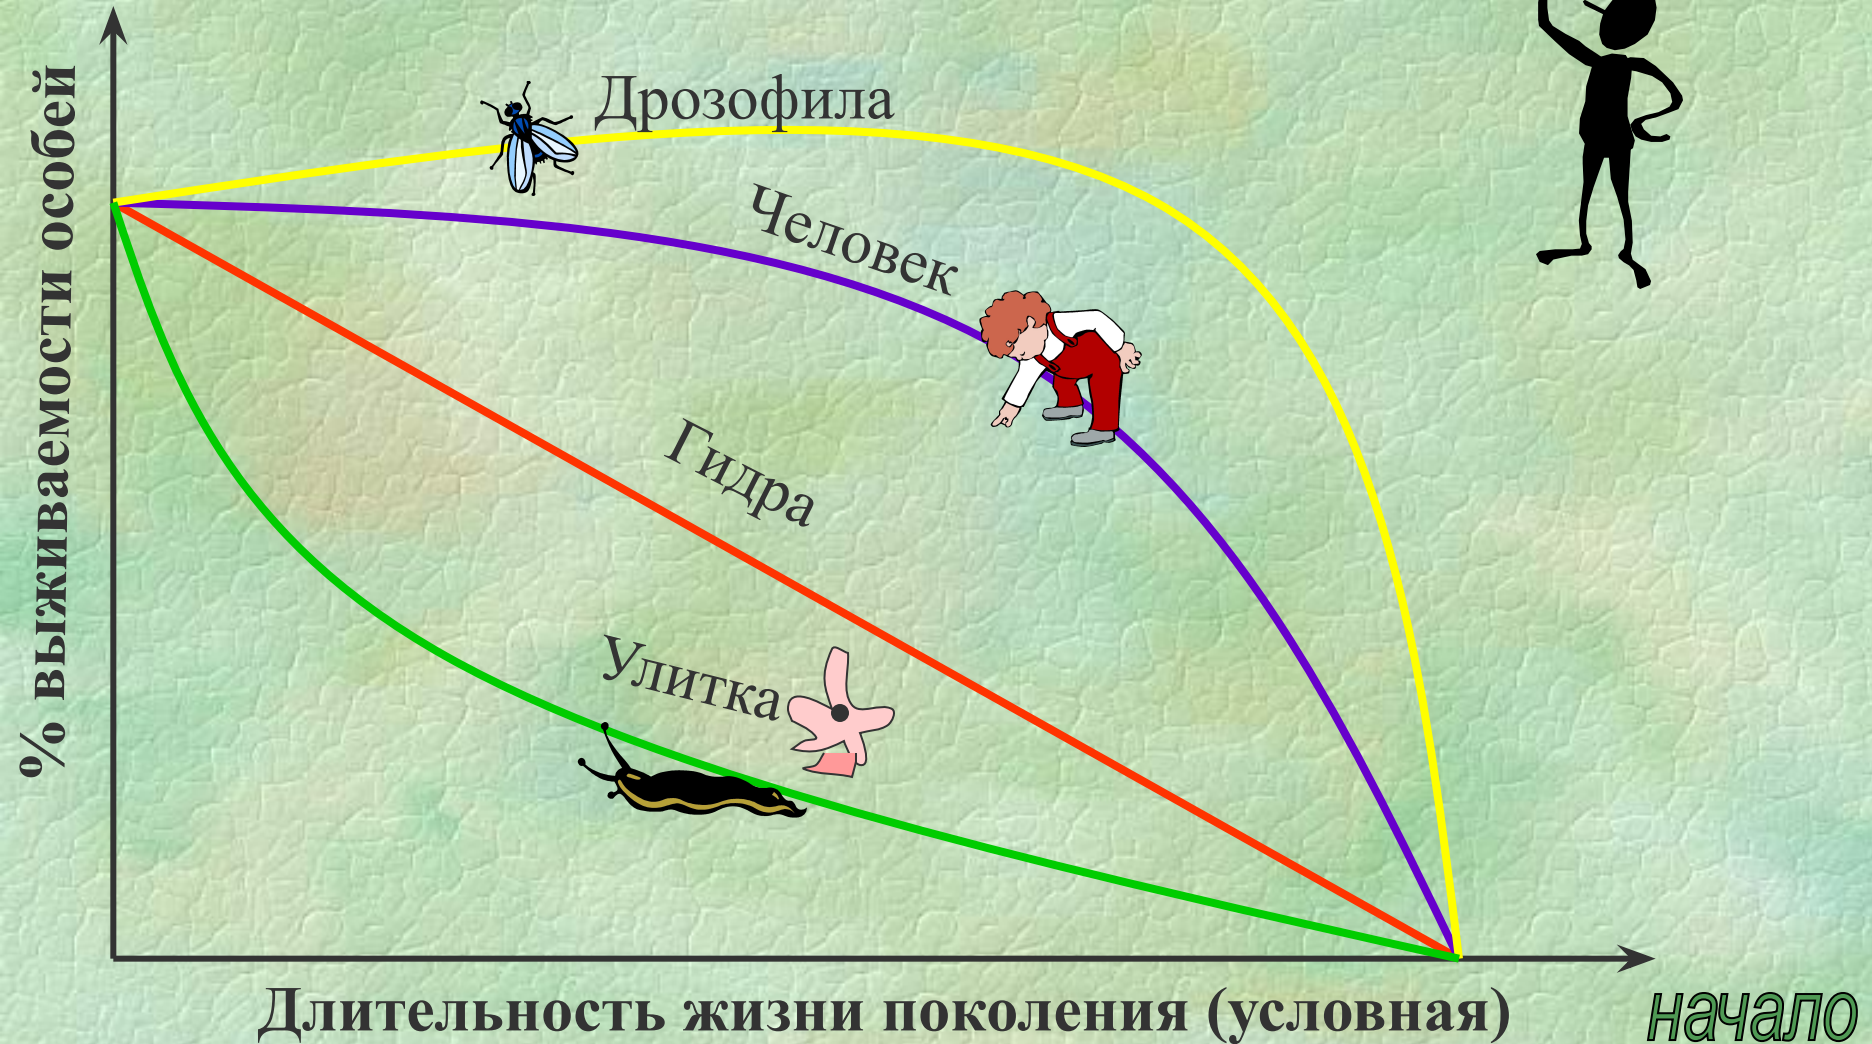 % выживаемости особей
Дрозофила
Человек
Гидра
Улитка
Длительность жизни поколения (условная)
начало